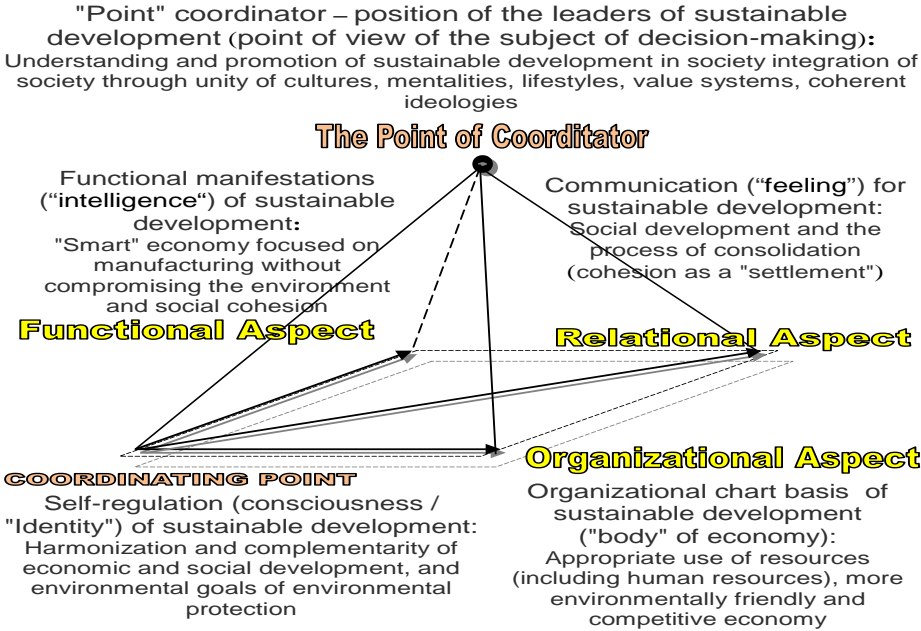 "Point" coordinator – position of the leaders of sustainable
development (point of view of the subject of decision-making):
Understanding and promotion of sustainable development in society integration of
society through unity of cultures, mentalities, lifestyles, value systems, coherent
ideologies
The Point of Coorditator
Functional manifestations
("intelligence“) of sustainable
development:
"Smart" economy focused on
manufacturing without
compromising the environment
and social cohesion
Functional Aspect
Communication (“feeling”) for
sustainable development:
Social development and the
process of consolidation
(cohesion as a "settlement")
Relational Aspect
COORDINATING POINT
Self-regulation (consciousness /
"Identity") of sustainable development:
Harmonization and complementarity of
economic and social development, and
environmental goals of environmental
protection
Organizational Aspect
Organizational chart basis of
sustainable development
("body" of economy):
Appropriate use of resources
(including human resources), more
environmentally friendly and
competitive economy